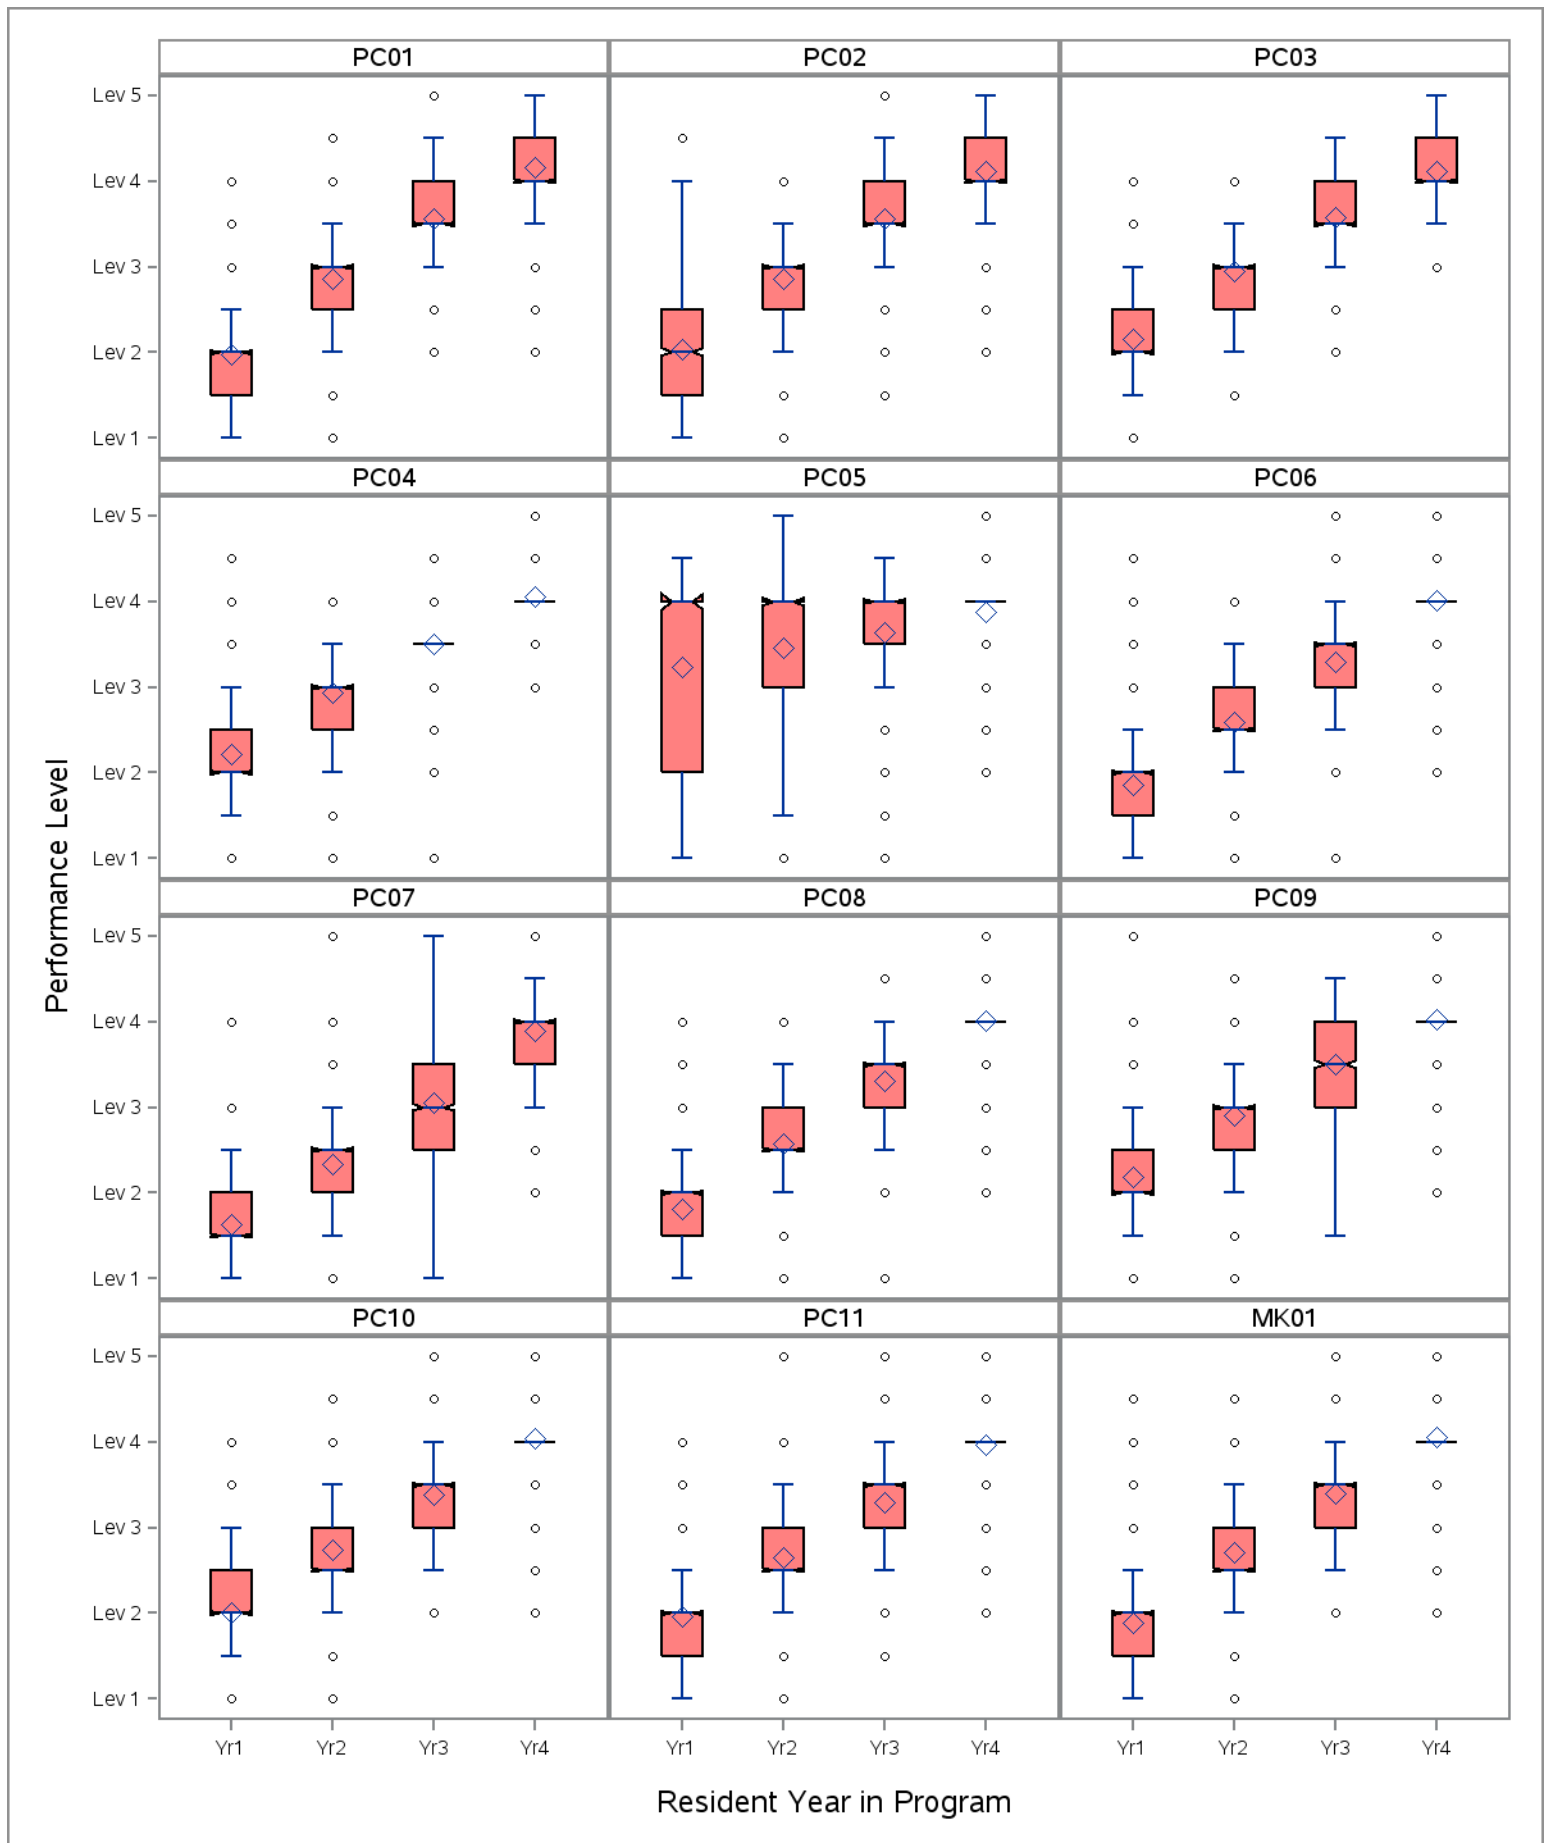 PC01 PC02 PC03
Lev 5
Lev 4
Lev 3
Lev 2
Lev 1
PC04 PC05 PC06
Lev 5
Lev 4
Lev 3
Lev 2
Lev 1
PC07 PC08 PC09
Lev 5
Lev 4
Lev 3
Lev 2
Lev 1
PC10 PC11 MK01
Lev 5
Lev 4
Lev 3
Lev 2
Lev 1
Performance Level
Yr1 Yr2 Yr3 Yr4 Yr1 Yr2 Yr3 Yr4 Yr1 Yr2 Yr3 Yr4
Resident Year in Program